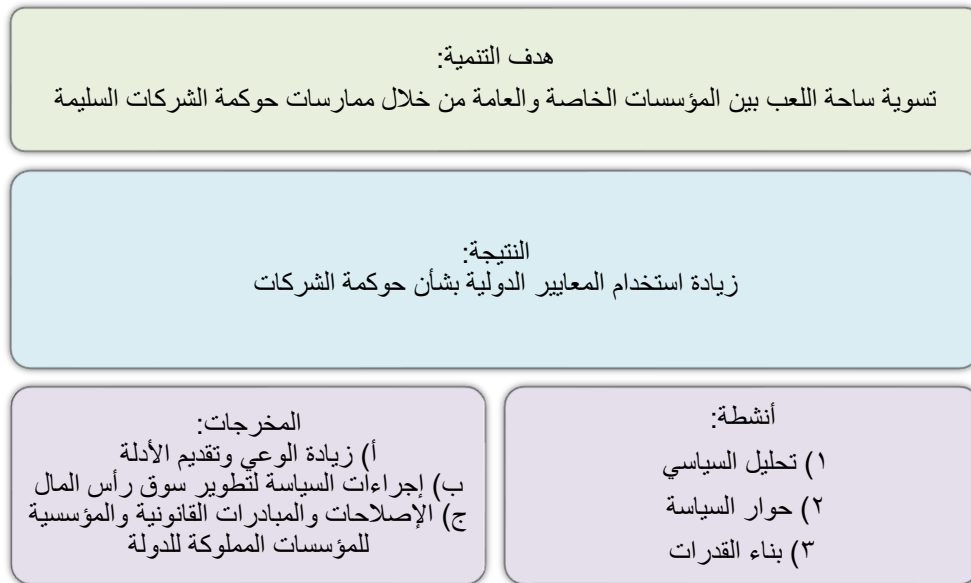 هدف التنمية:
تسوية ساحة اللعب بين المؤسسات الخاصة والعامة من خلال ممارسات حوكمة الشركات السليمة
النتيجة:
زيادة استخدام المعايير الدولية بشأن حوكمة الشركات
أنشطة:
١) تحليل السياسي
٢) حوار السياسة
٣) بناء القدرات
المخرجات:
أ) زيادة الوعي وتقديم الأدلة
ب) إجراءات السياسة لتطوير سوق رأس المال
ج) الإصلاحات والمبادرات القانونية والمؤسسية
للمؤسسات المملوكة للدولة